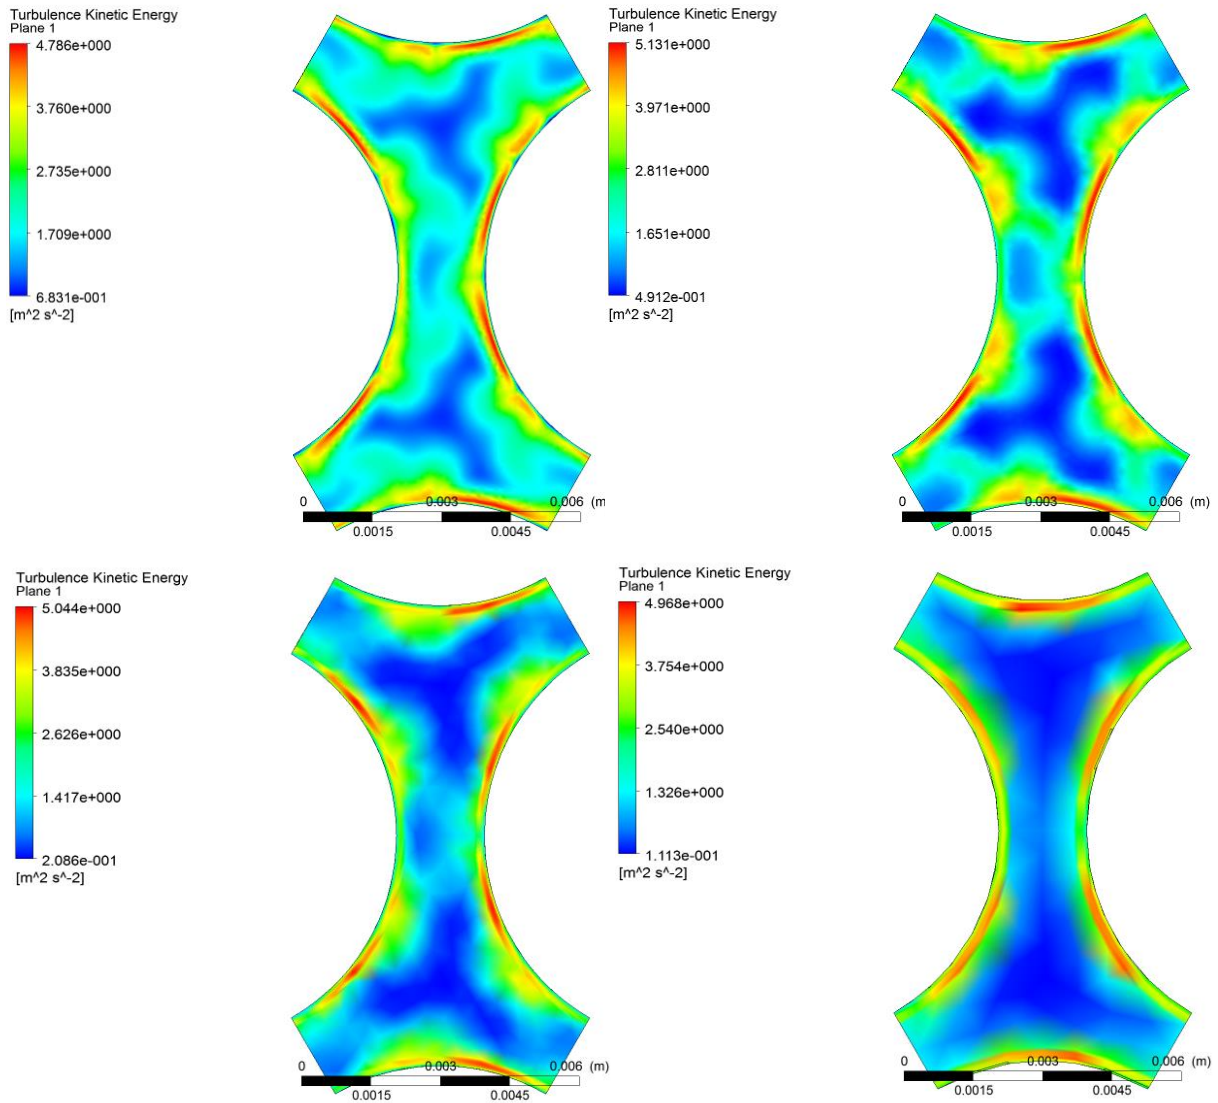 Turbulence Kinetic Energy
Plane 1
4.786e+000
3.760e+000
2.735e+000
1.709e+000
6.831e-001
[m^2 s^-2]
0 0.003 0.006 (m
0.0015 0.0045
Turbulence Kinetic Energy
Plane 1
5.131e+000
3.971e+000
2.811e+000
1.651e+000
4.912e-001
[m^2 s^-2]
0 0.003 0.006 (m)
0.0015 0.0045
Turbulence Kinetic Energy
Plane 1
5.044e+000
3.835e+000
2.626e+000
1.417e+000
2.086e-001
[m^2 s^-2]
0 0.003 0.006 (m)
0.0015 0.0045
Turbulence Kinetic Energy
Plane 1
4.968e+000
3.754e+000
2.540e+000
1.326e+000
1.113e-001
[m^2 s^-2]
0 0.003 0.006 (m)
0.0015 0.0045